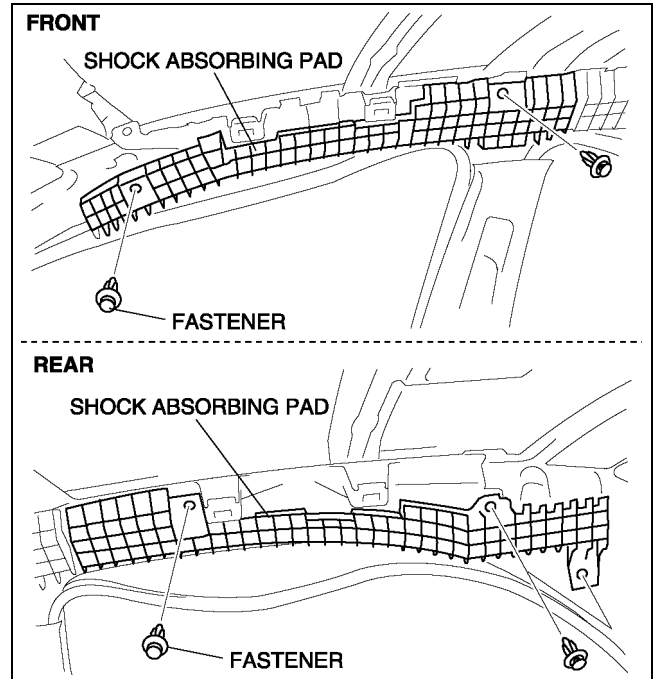 FRONT
SHOCK ABSORBING PAD
FASTENER
REAR
SHOCK ABSORBING PAD
FASTENER